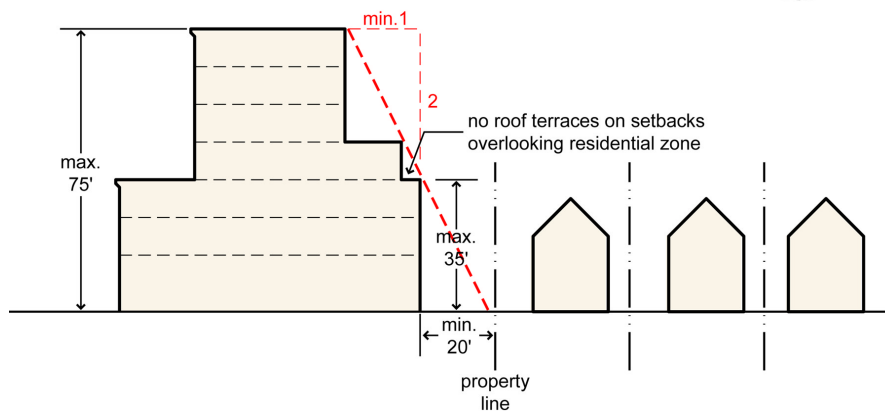 min.1
2
no roof terraces on setbacks
overlooking residential zone
max.
75'
max.
35'
min.
20'
property
line